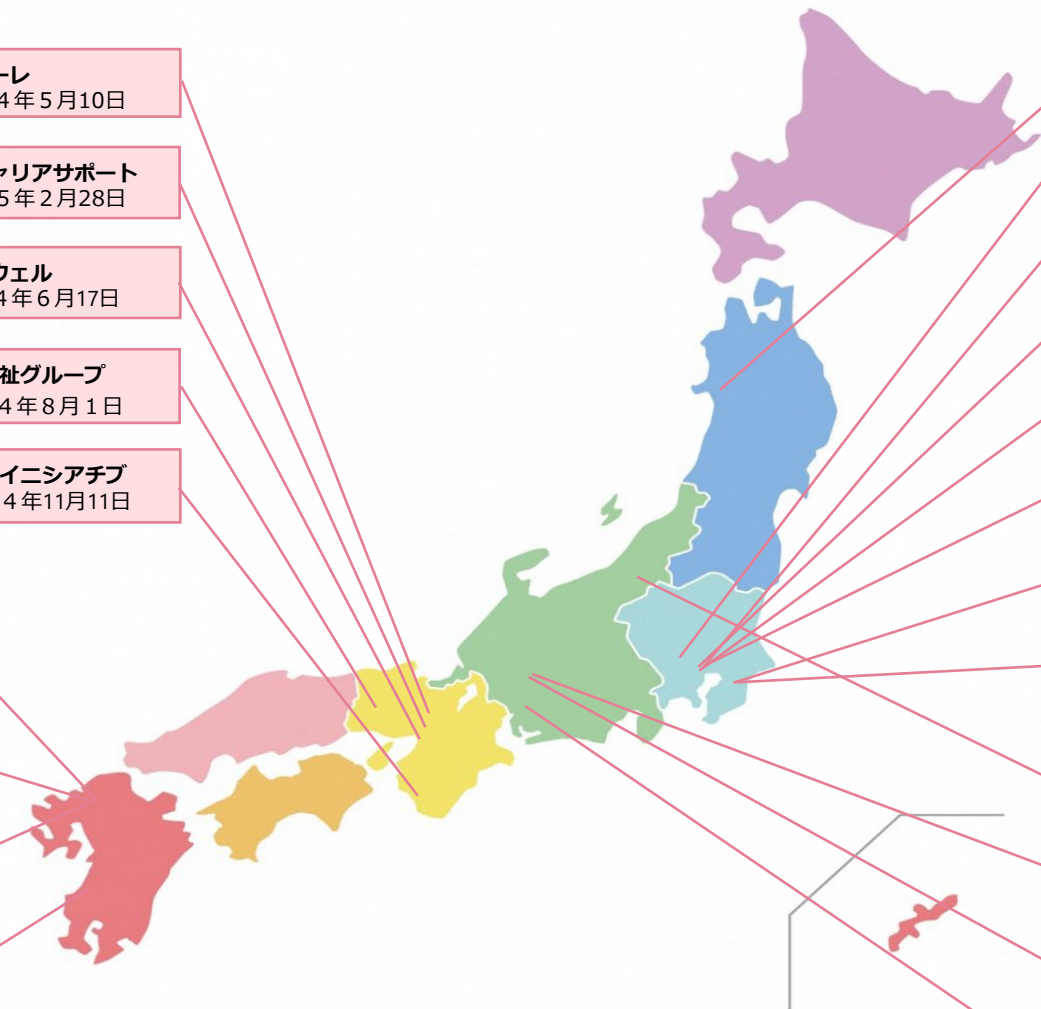 ーレ
4年5月10日
ャリアサポート
5年2月28日
ウェル
4年6月17日
祉グループ
4年8月1日
イニシアチブ
4年11月11日